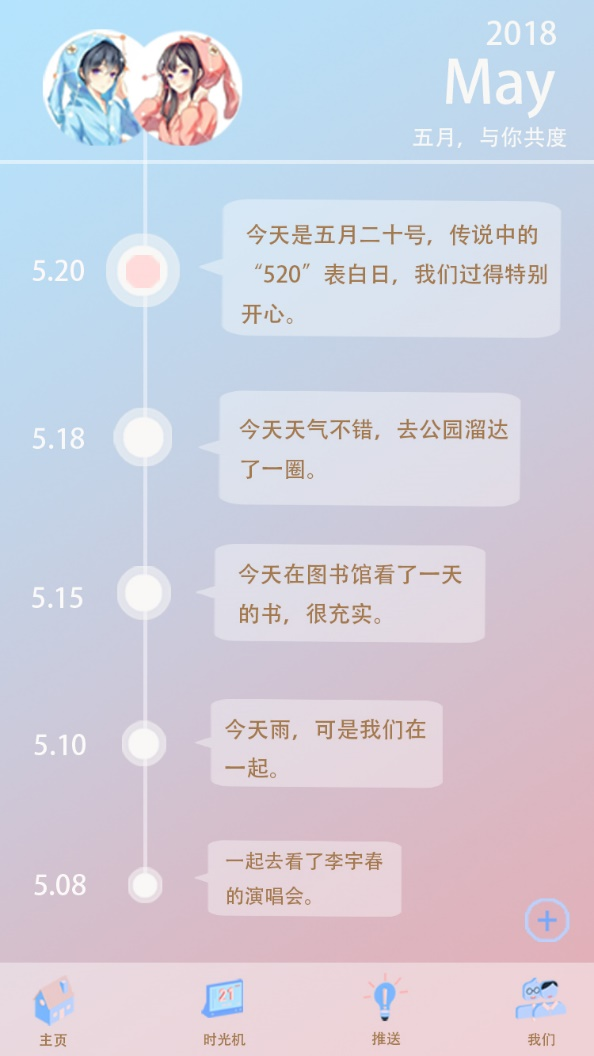 2018
May
五月，与你共度
5.20
今天是五月二十号，传说中的
“520”表白日，我们过得特别
开心。
5.18
今天天气不错，去公园溜达
了一圈。
5.15
今天在图书馆看了一天
的书，很充实。
5.10
今天雨，可是我们在
一起。
5.08
一起去看了李宇春
的演唱会。
21
主页
时光机
推送
我们